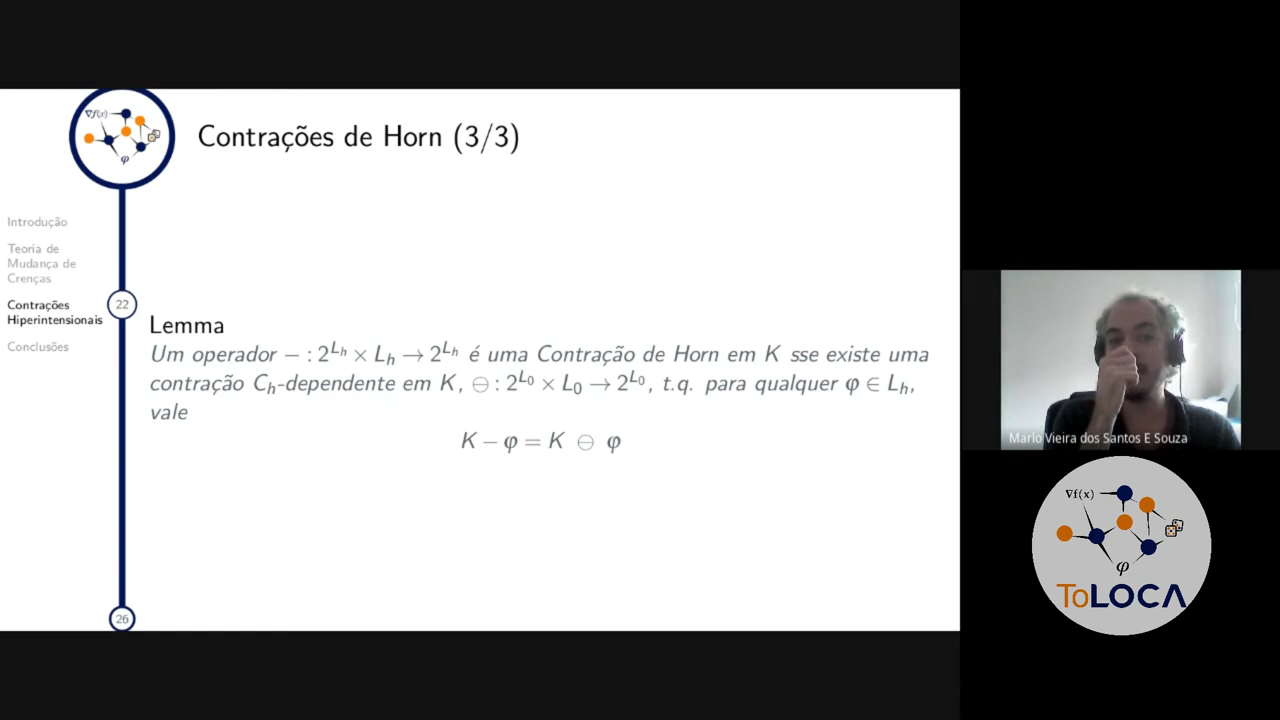 ∇f(x)
φ
Contrações de Horn (3/3)
Introdução
Teoria de
Mudança de
Crenças
Contrações
Hiperintensionais
Conclusões
22
26
Lemma
Um operador − : 2^{L_h} × L_h → 2^{L_h} é uma Contração de Horn em K sse existe uma
contração C_h-dependente em K, ⊖ : 2^{L_0} × L_0 → 2^{L_0}, t.q. para qualquer φ ∈ L_h,
vale
K − φ = K ⊖ φ
Marlo Vieira dos Santos E Souza
∇f(x)
φ
ToLOCA